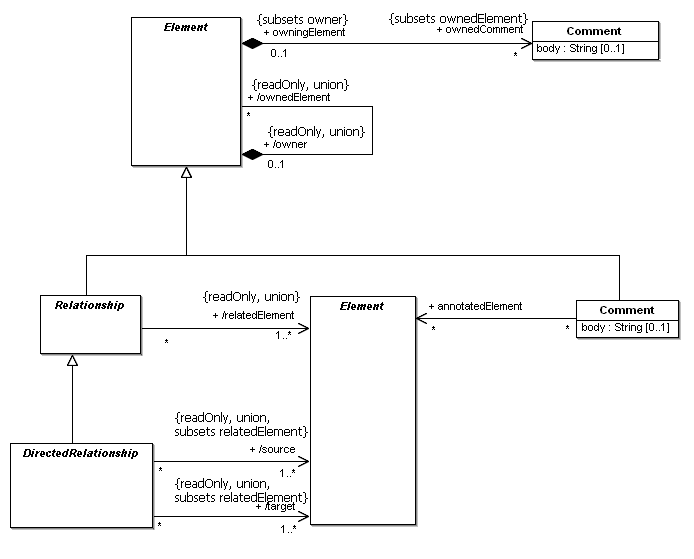 Element
{subsets owner}
+ owningElement
0..1
{subsets ownedElement}
+ ownedComment
*
Comment
body : String [0..1]
{readOnly, union}
+ /ownedElement
*
{readOnly, union}
+ /owner
0..1
Relationship
{readOnly, union}
+ /relatedElement
*
1..*
Element
+ annotatedElement
*
*
Comment
body : String [0..1]
DirectedRelationship
{readOnly, union,
subsets relatedElement}
+ /source
*
1..*
{readOnly, union,
subsets relatedElement}
+ /target
*
1..*